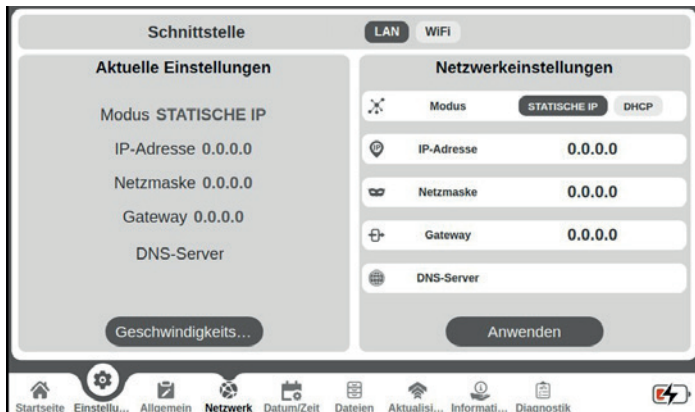 Schnittstelle LAN WiFi
Aktuelle Einstellungen
Modus STATISCHE IP
IP-Adresse 0.0.0.0
Netzmaske 0.0.0.0
Gateway 0.0.0.0
DNS-Server
Geschwindigkeits...
Netzwerkeinstellungen
Modus STATISCHE IP DHCP
IP IP-Adresse 0.0.0.0
Netzmaske 0.0.0.0
Gateway 0.0.0.0
DNS-Server
Anwenden
Startseite Einstellu... Allgemein Netzwerk Datum/Zeit Dateien Aktualisi... Informati... Diagnostik